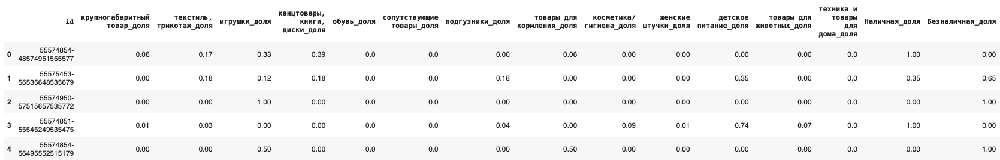 id крупногабаритный товар_доля текстиль, трикотаж_доля игрушки_доля канцтовары, книги, диски_доля обувь_доля сопутствующие товары_доля подгузники_доля товары для кормления_доля косметика/гигиена_доля женские штучки_доля детское питание_доля товары для животных_доля техника и товары для дома_доля Наличная_доля Безналичная_доля
0 55574854-48574951555577 0.06 0.17 0.33 0.39 0.0 0.0 0.00 0.06 0.00 0.00 0.00 0.00 0.0 1.00 0.00
1 55575453-56535648535679 0.00 0.18 0.12 0.18 0.0 0.0 0.18 0.00 0.00 0.00 0.35 0.00 0.0 0.35 0.65
2 55574950-57515657535772 0.00 0.00 1.00 0.00 0.0 0.0 0.00 0.00 0.00 0.00 0.00 0.00 0.0 0.00 1.00
3 55574851-55545249535475 0.01 0.03 0.00 0.00 0.0 0.0 0.04 0.00 0.09 0.01 0.74 0.07 0.0 1.00 0.00
4 55574854-56495552515179 0.00 0.00 0.50 0.00 0.0 0.0 0.00 0.50 0.00 0.00 0.00 0.00 0.0 0.00 1.00